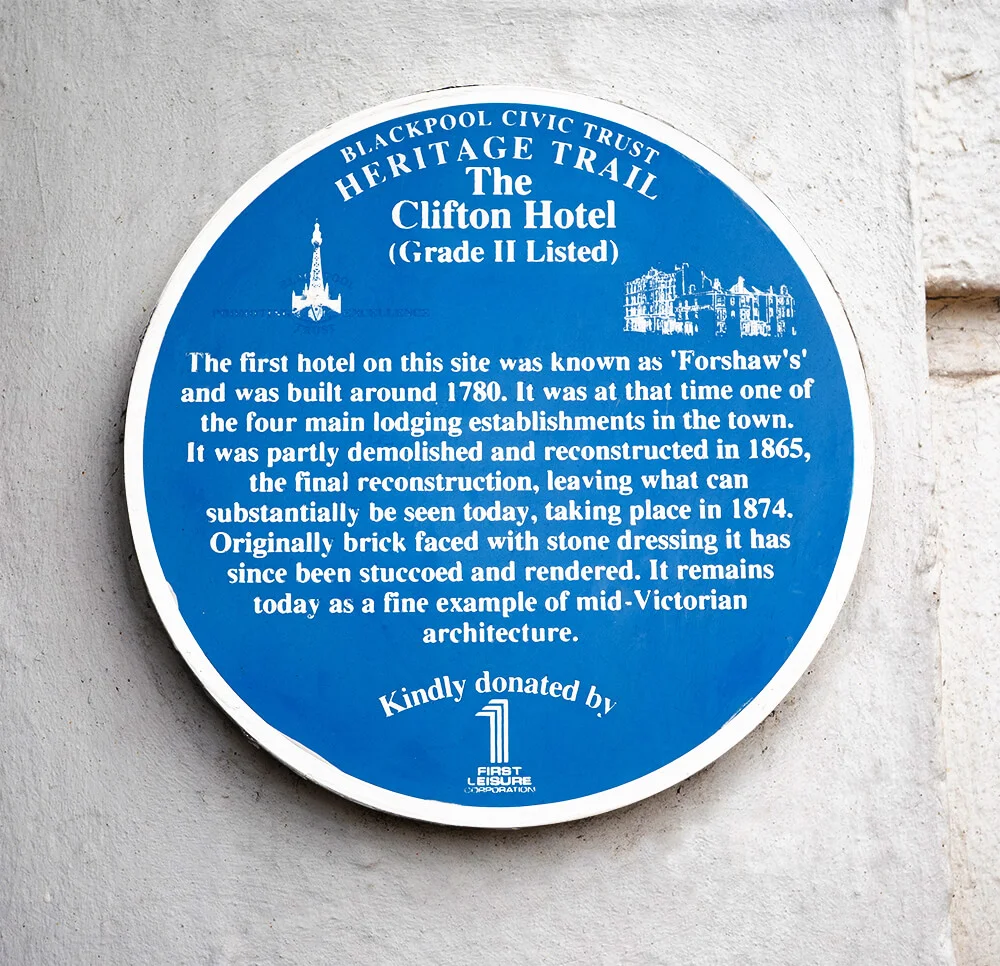 BLACKPOOL CIVIC TRUST
HERITAGE TRAIL
The
Clifton Hotel
(Grade II Listed)
The first hotel on this site was known as 'Forshaw's'
and was built around 1780. It was at that time one of
the four main lodging establishments in the town.
It was partly demolished and reconstructed in 1865,
the final reconstruction, leaving what can
substantially be seen today, taking place in 1874.
Originally brick faced with stone dressing it has
since been stuccoed and rendered. It remains
today as a fine example of mid-Victorian
architecture.
Kindly donated by
1
FIRST
LEISURE
CORPORATION